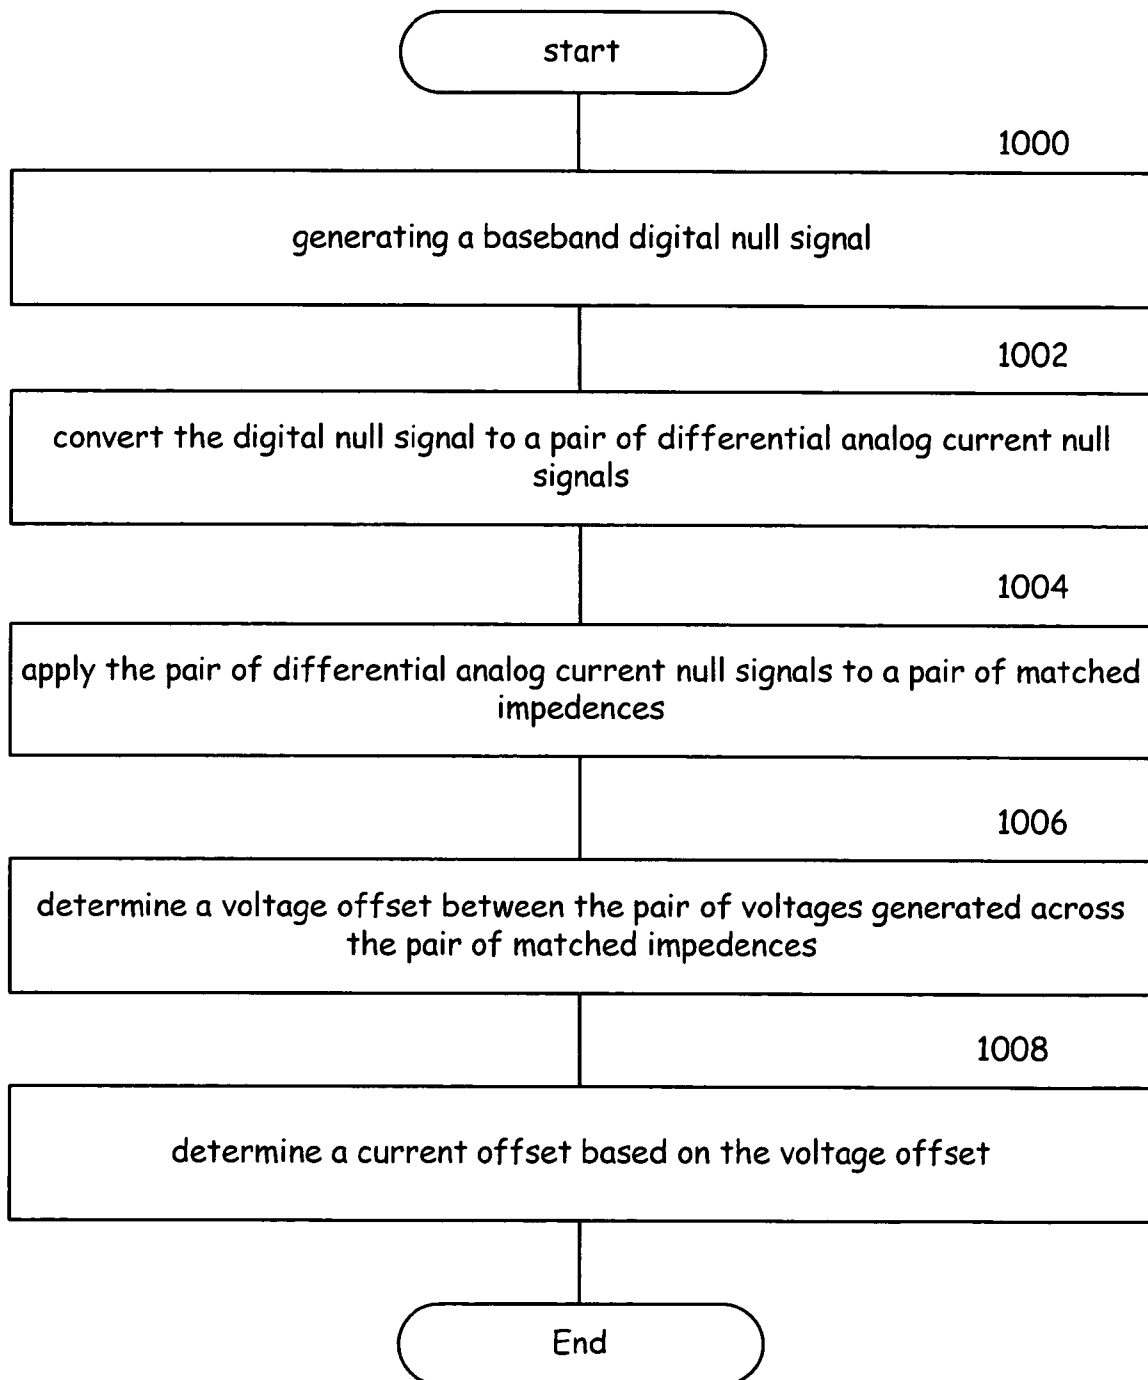 start
1000
generating a baseband digital null signal
1002
convert the digital null signal to a pair of differential analog current null
signals
1004
apply the pair of differential analog current null signals to a pair of matched
impedences
1006
determine a voltage offset between the pair of voltages generated across
the pair of matched impedences
1008
determine a current offset based on the voltage offset
End